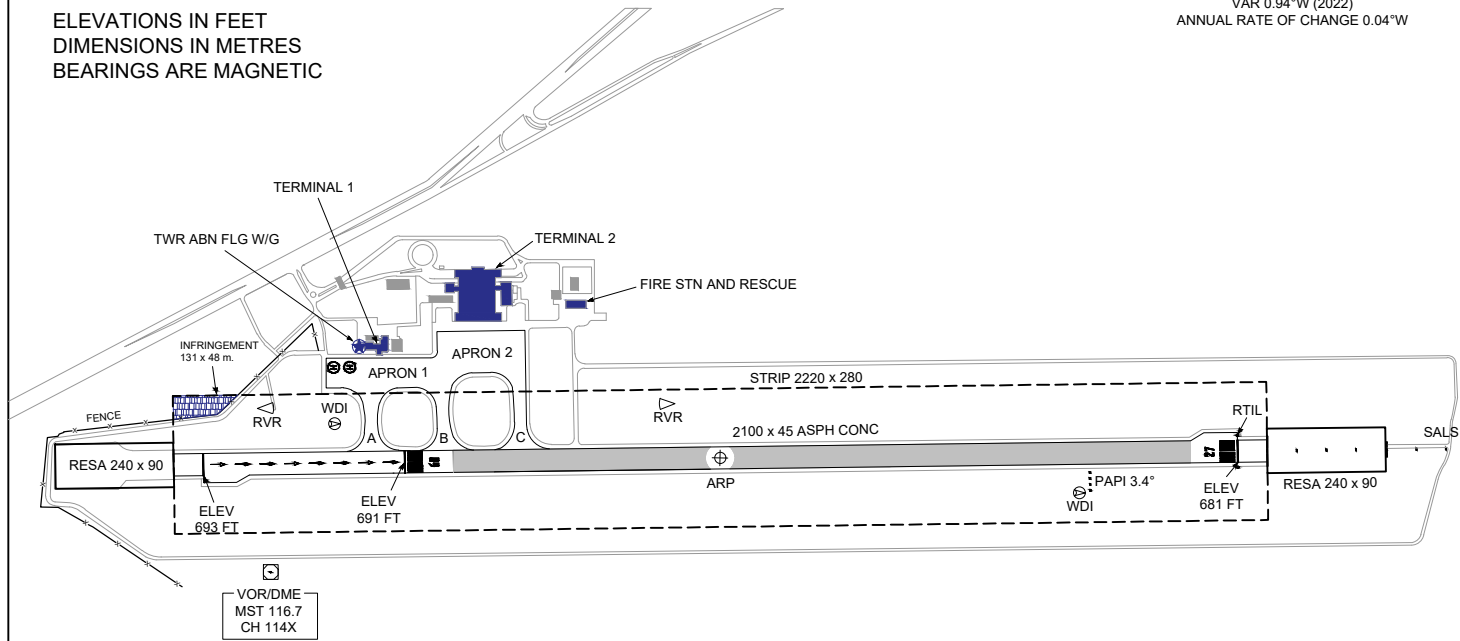 ELEVATIONS IN FEET
DIMENSIONS IN METRES
BEARINGS ARE MAGNETIC
VAR 0.94°W (2022)
ANNUAL RATE OF CHANGE 0.04°W
TERMINAL 1
TWR ABN FLG W/G
TERMINAL 2
FIRE STN AND RESCUE
INFRINGEMENT
131 x 48 m.
APRON 1
APRON 2
STRIP 2220 x 280
FENCE
RVR
WDI
RVR
RTIL
A
B
C
2100 x 45 ASPH CONC
SALS
RESA 240 x 90
09
27
ELEV
693 FT
ELEV
691 FT
ARP
PAPI 3.4°
WDI
ELEV
681 FT
RESA 240 x 90
VOR/DME
MST 116.7
CH 114X